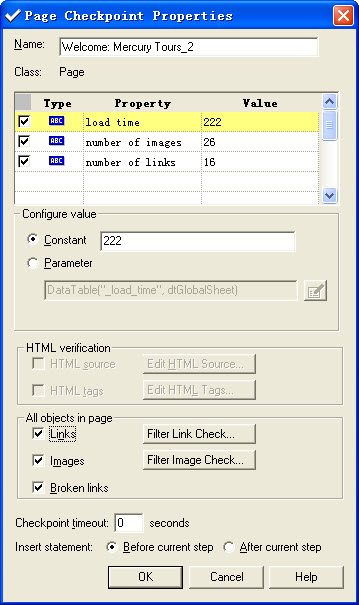 Page Checkpoint Properties
Name: Welcome: Mercury Tours_2
Class: Page
Type Property Value
ABC load time 222
ABC number of images 26
ABC number of links 16
Configure value
Constant 222
Parameter
DataTable("_load_time", dtGlobalSheet)
HTML verification
HTML source Edit HTML Source...
HTML tags Edit HTML Tags...
All objects in page
Links Filter Link Check...
Images Filter Image Check...
Broken links
Checkpoint timeout: 0 seconds
Insert statement: Before current step After current step
OK Cancel Help